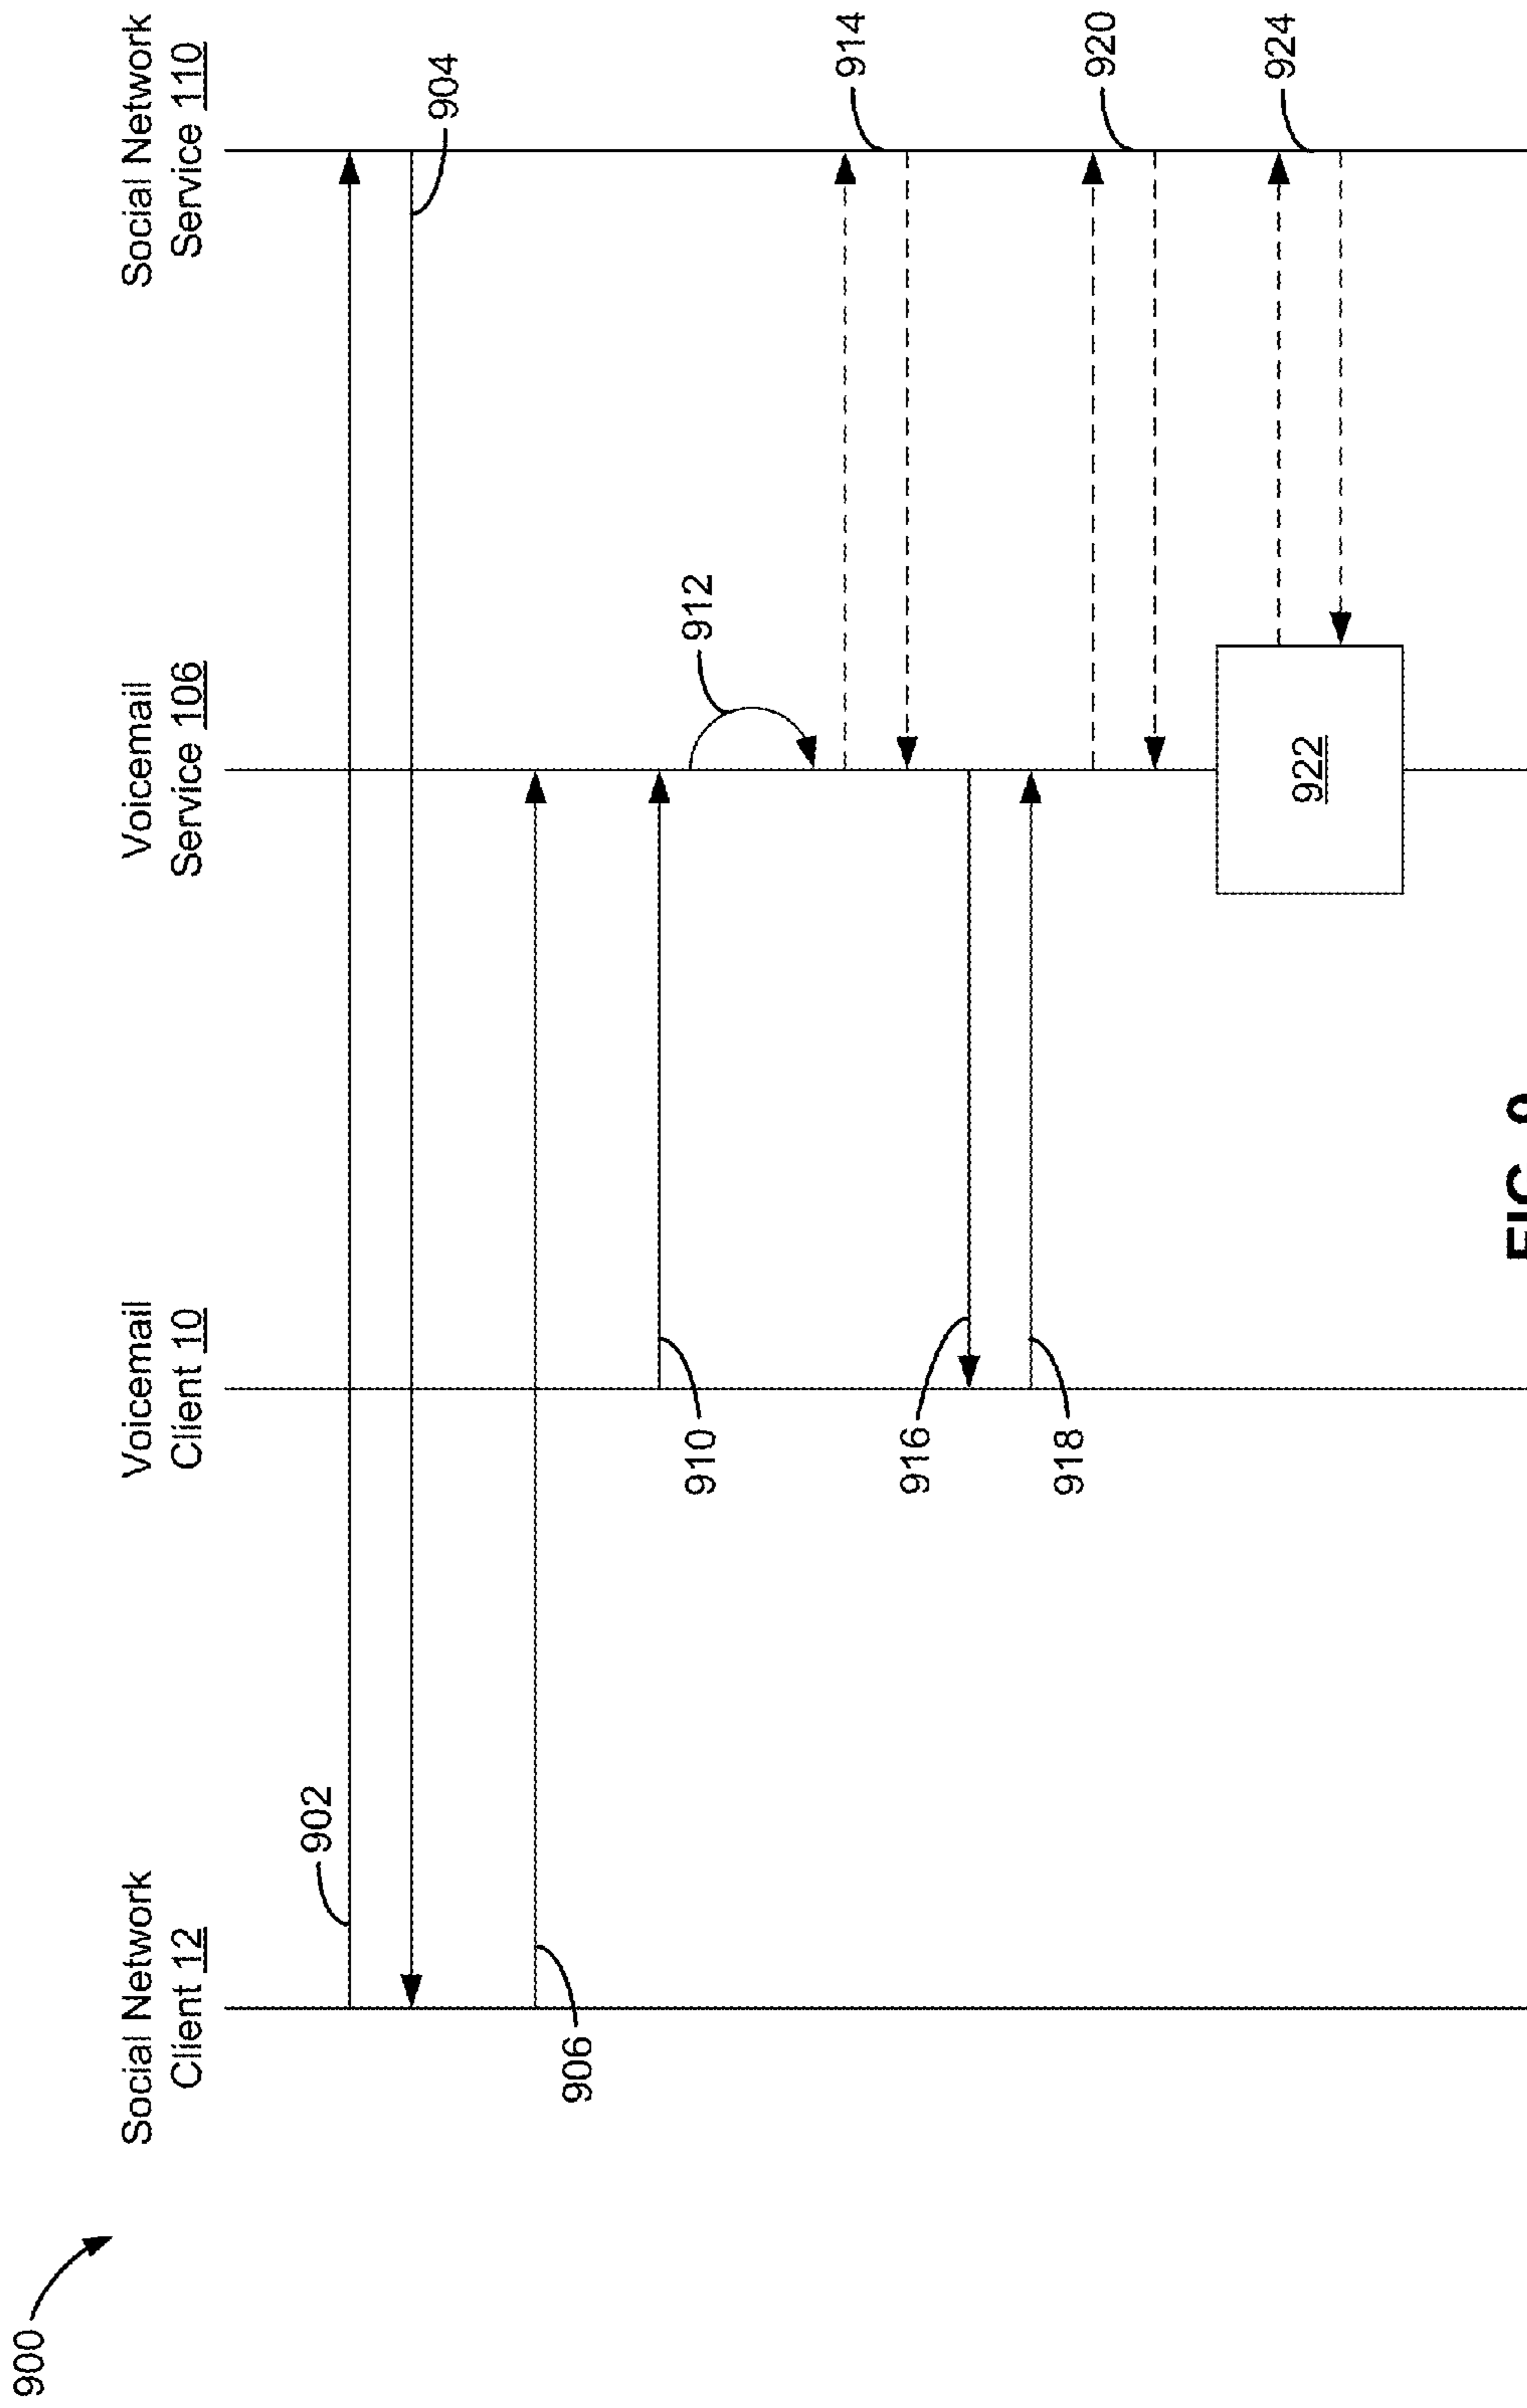 900
Social Network
Client 12
Voicemail
Client 10
Voicemail
Service 106
Social Network
Service 110
902
904
906
910
912
914
916
918
920
922
924
FIG